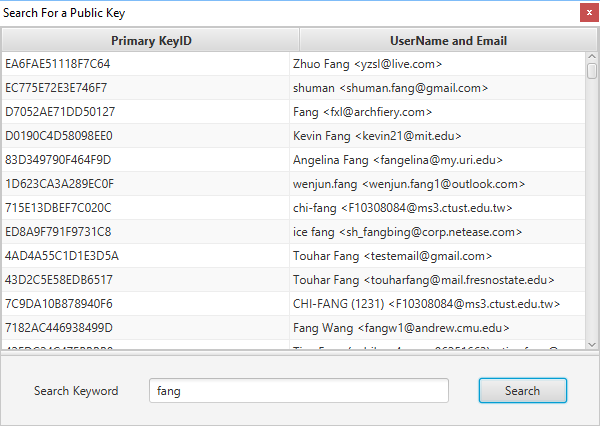 Search For a Public Key
Primary KeyID UserName and Email
EA6FAE51118F7C64 Zhuo Fang <yzsl@live.com>
EC775E72E3E746F7 shuman <shuman.fang@gmail.com>
D7052AE71DD50127 Fang <fxl@archfiery.com>
D0190C4D58098EE0 Kevin Fang <kevin21@mit.edu>
83D349790F464F9D Angelina Fang <fangelina@my.uri.edu>
1D623CA3A289EC0F wenjun.fang <wenjun.fang1@outlook.com>
715E13DBEF7C020C chi-fang <F10308084@ms3.ctust.edu.tw>
ED8A9F791F9731C8 ice fang <sh_fangbing@corp.netease.com>
4AD4A55C1D1E3D5A Touhar Fang <testemail@gmail.com>
43D2C5E58EDB6517 Touhar Fang <touharfang@mail.fresnostate.edu>
7C9DA10B878940F6 CHI-FANG (1231) <F10308084@ms3.ctust.edu.tw>
7182AC446938499D Fang Wang <fangw1@andrew.cmu.edu>
Search Keyword fang Search